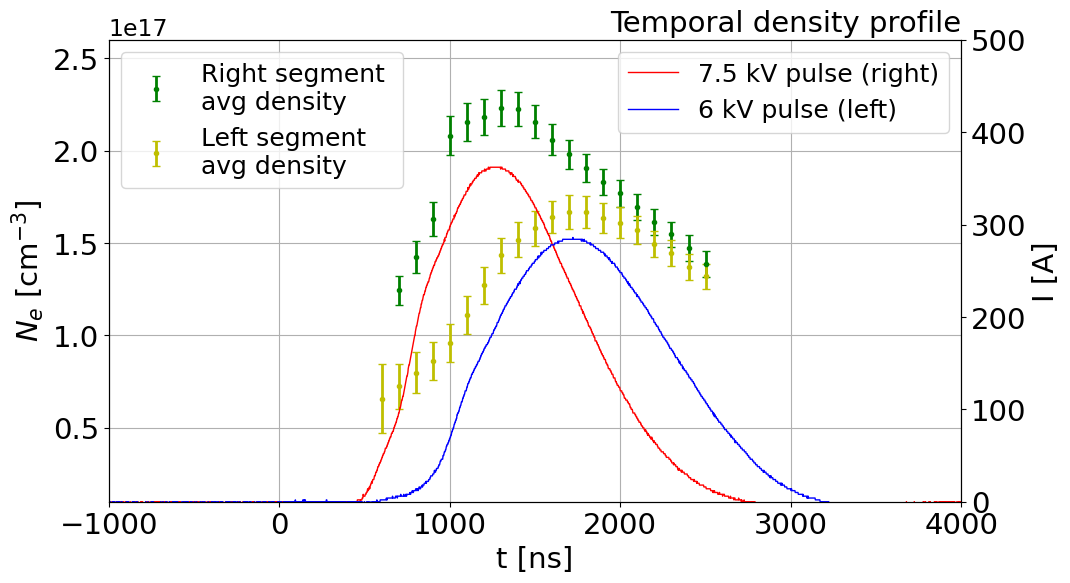 Temporal density profile
1e17
Right segment
avg density
Left segment
avg density
7.5 kV pulse (right)
6 kV pulse (left)
2.5
2.0
1.5
1.0
0.5
N_e [cm^{-3}]
500
400
300
200
100
0
I [A]
−1000
0
1000
2000
3000
4000
t [ns]